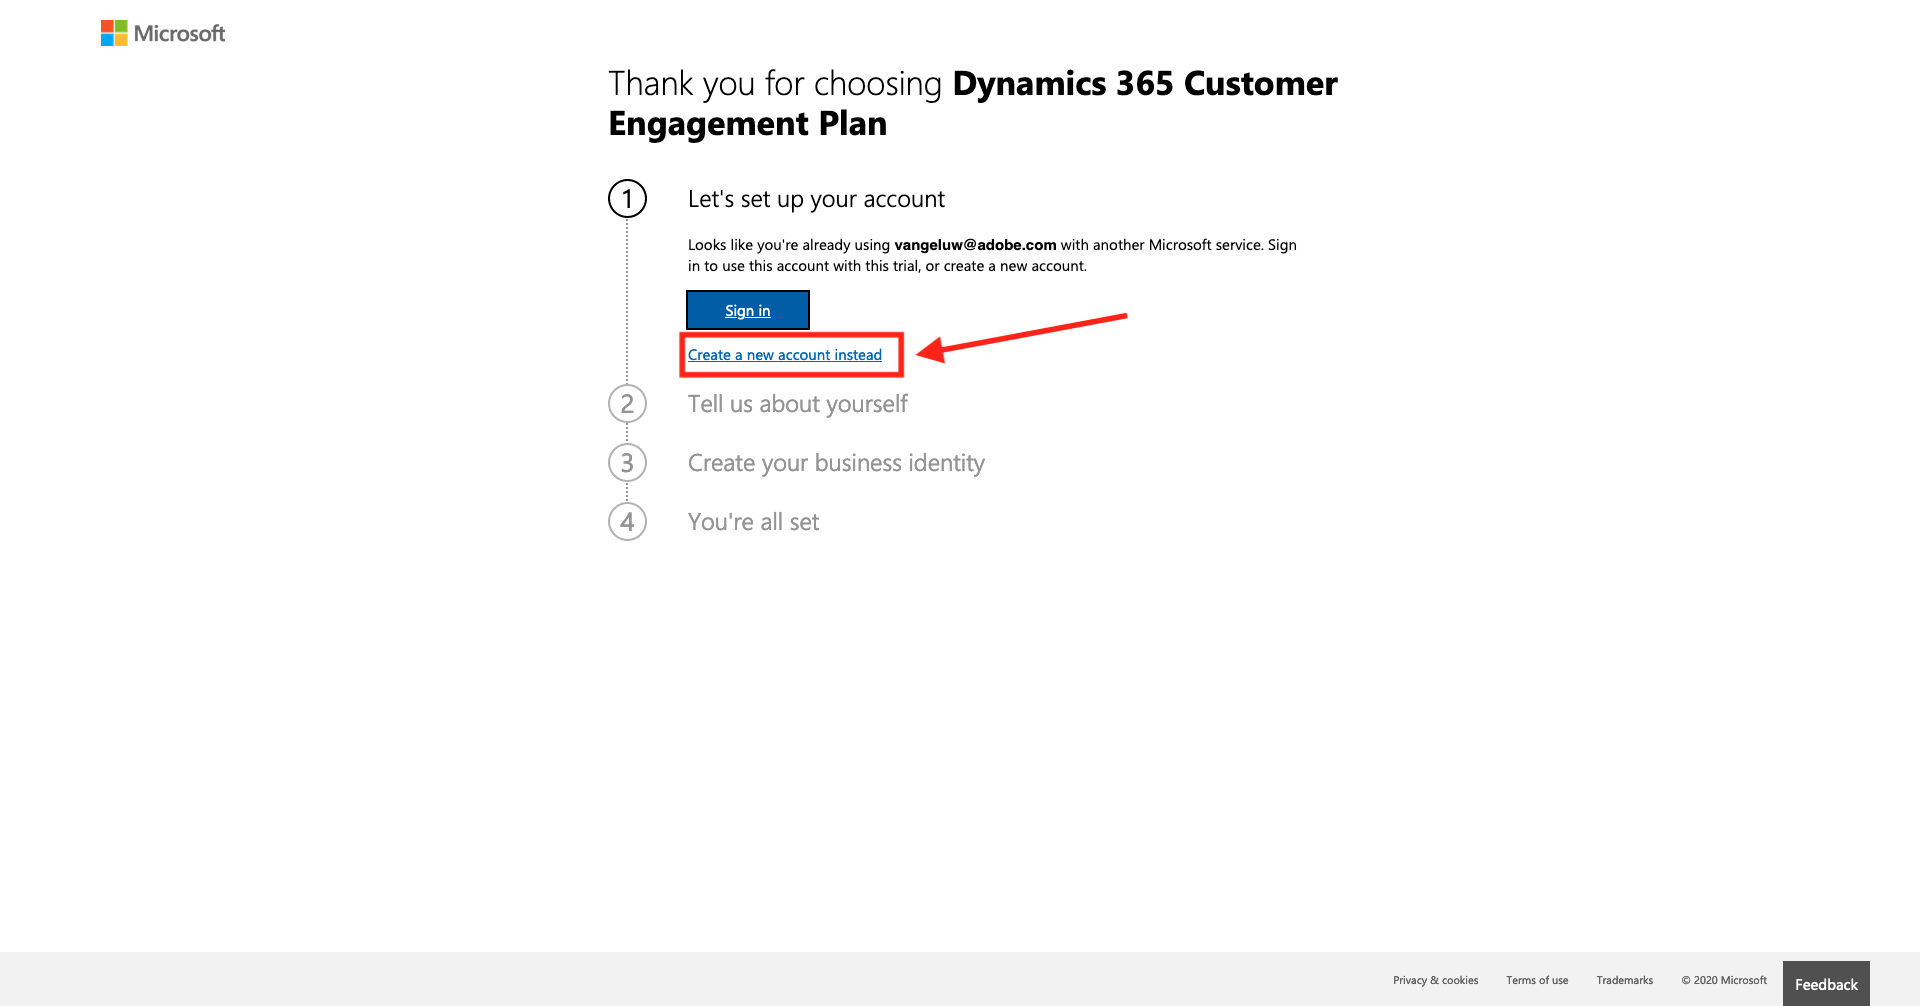 Microsoft
Thank you for choosing Dynamics 365 Customer
Engagement Plan
1 Let's set up your account
Looks like you're already using vangeluw@adobe.com with another Microsoft service. Sign
in to use this account with this trial, or create a new account.
Sign in
Create a new account instead
2 Tell us about yourself
3 Create your business identity
4 You're all set
Privacy & cookies Terms of use Trademarks © 2020 Microsoft Feedback